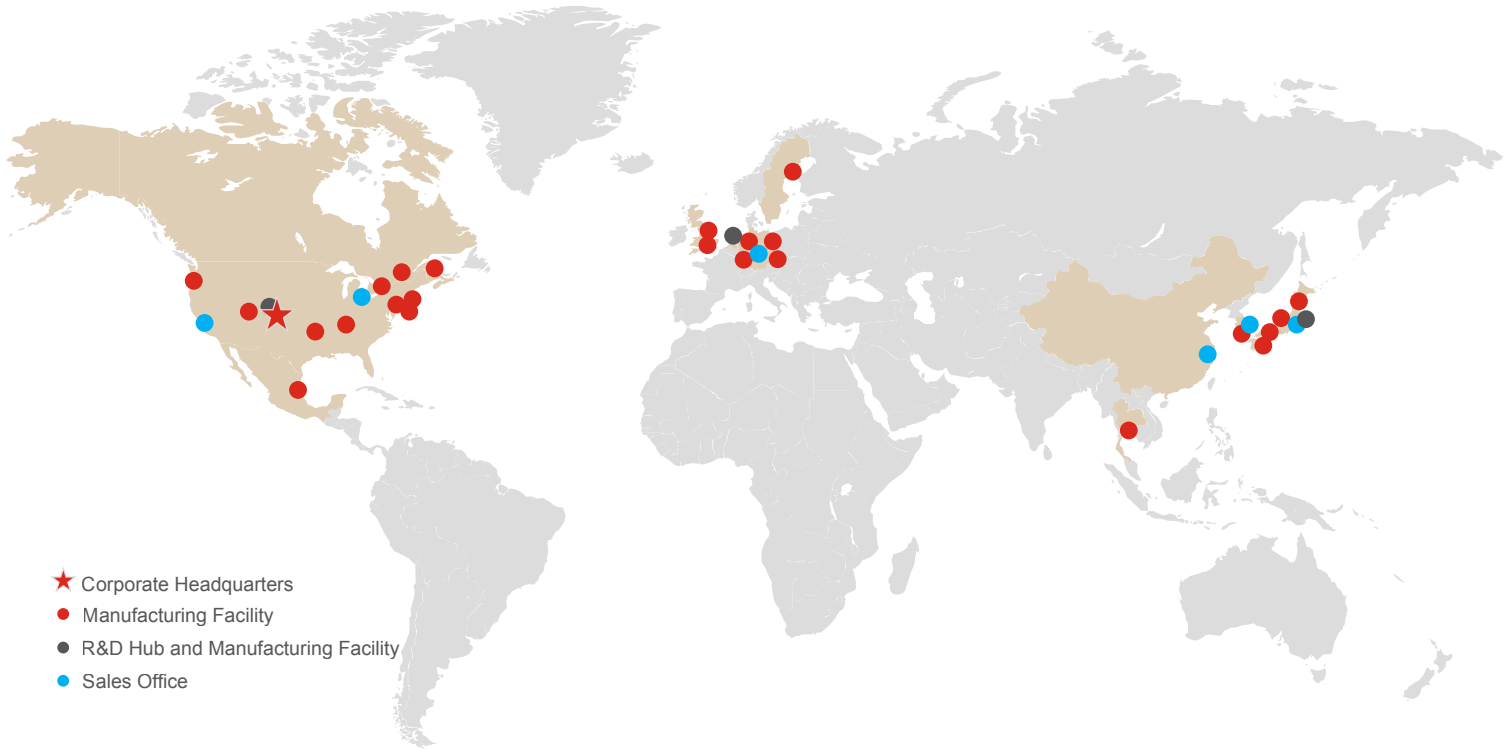 Corporate Headquarters
Manufacturing Facility
R&D Hub and Manufacturing Facility
Sales Office